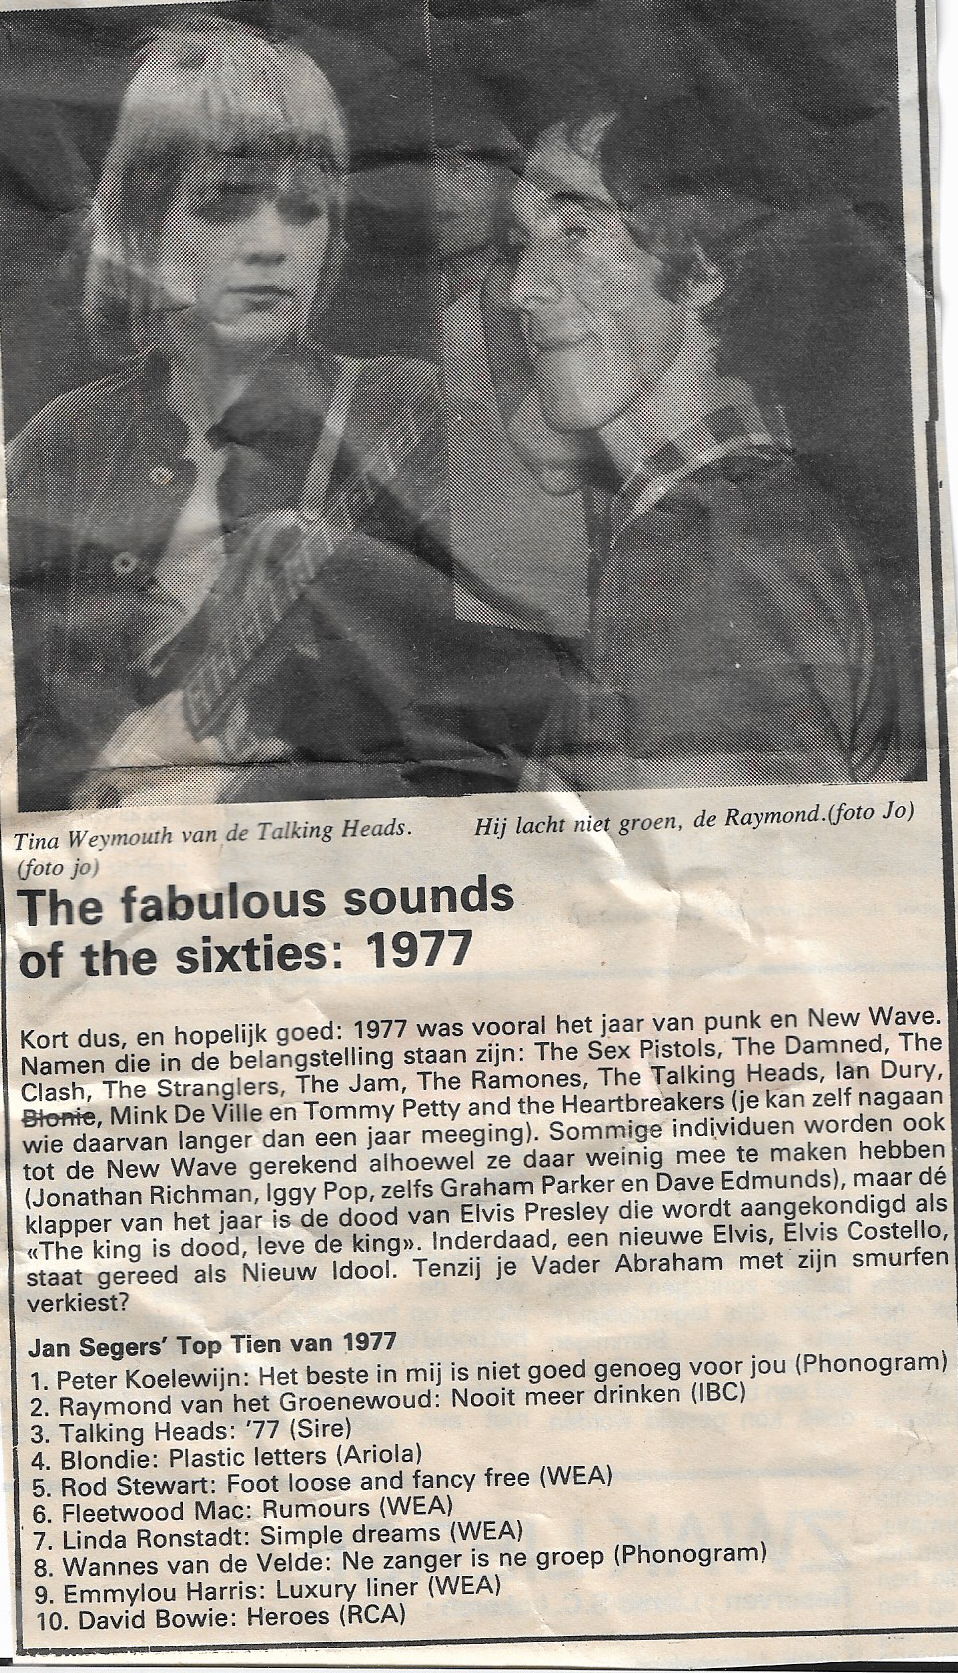 Tina Weymouth van de Talking Heads.
(foto jo)
Hij lacht niet groen, de Raymond.(foto Jo)
The fabulous sounds
of the sixties: 1977
Kort dus, en hopelijk goed: 1977 was vooral het jaar van punk en New Wave.
Namen die in de belangstelling staan zijn: The Sex Pistols, The Damned, The
Clash, The Stranglers, The Jam, The Ramones, The Talking Heads, Ian Dury,
Blonie, Mink De Ville en Tommy Petty and the Heartbreakers (je kan zelf nagaan
wie daarvan langer dan een jaar meeging). Sommige individuen worden ook
tot de New Wave gerekend alhoewel ze daar weinig mee te maken hebben
(Jonathan Richman, Iggy Pop, zelfs Graham Parker en Dave Edmunds), maar dé
klapper van het jaar is de dood van Elvis Presley die wordt aangekondigd als
«The king is dood, leve de king». Inderdaad, een nieuwe Elvis, Elvis Costello,
staat gereed als Nieuw Idool. Tenzij je Vader Abraham met zijn smurfen
verkiest?
Jan Segers' Top Tien van 1977
1. Peter Koelewijn: Het beste in mij is niet goed genoeg voor jou (Phonogram)
2. Raymond van het Groenewoud: Nooit meer drinken (IBC)
3. Talking Heads: '77 (Sire)
4. Blondie: Plastic letters (Ariola)
5. Rod Stewart: Foot loose and fancy free (WEA)
6. Fleetwood Mac: Rumours (WEA)
7. Linda Ronstadt: Simple dreams (WEA)
8. Wannes van de Velde: Ne zanger is ne groep (Phonogram)
9. Emmylou Harris: Luxury liner (WEA)
10. David Bowie: Heroes (RCA)